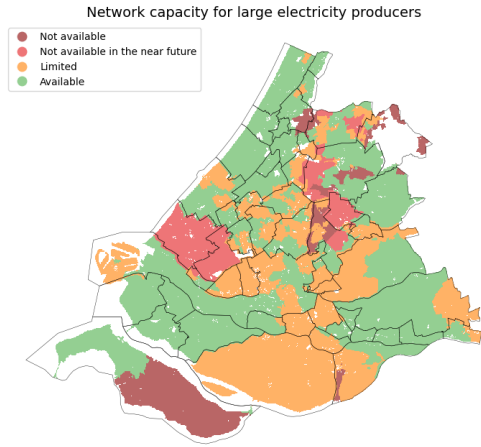 Network capacity for large electricity producers
Not available
Not available in the near future
Limited
Available